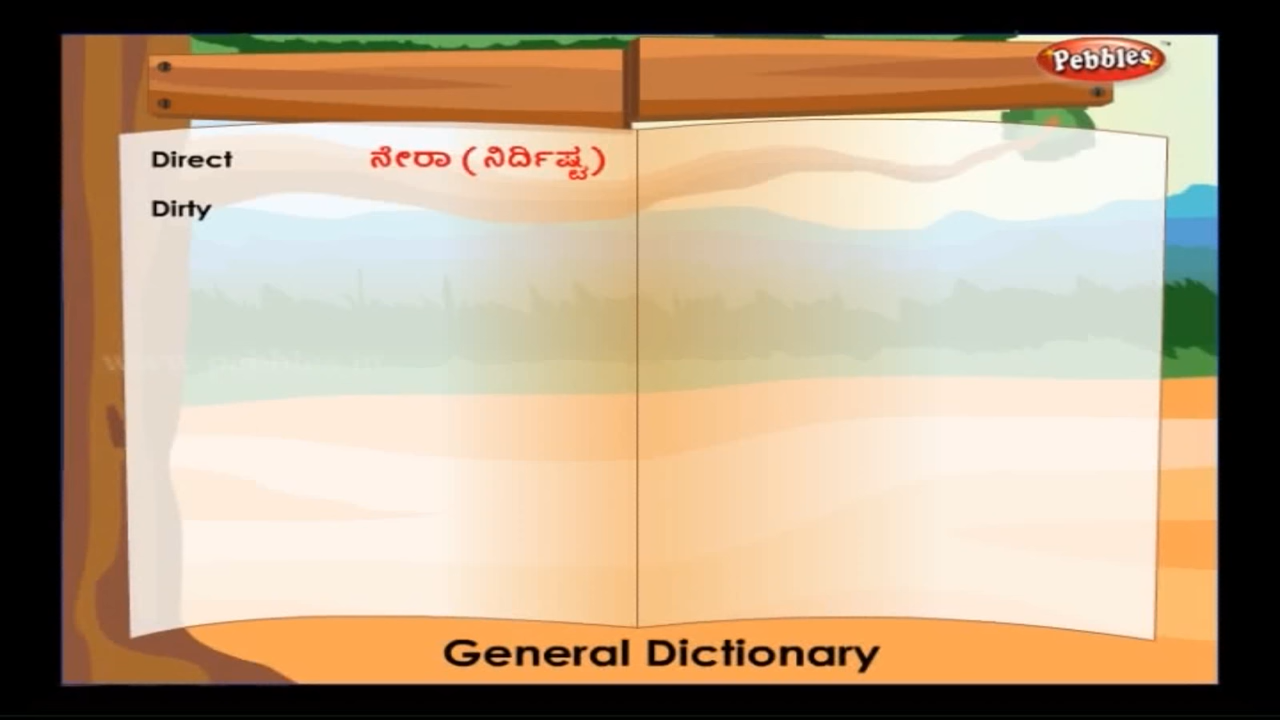 Pebbles
Direct ನೇರಾ ( ನಿರ್ದಿಷ್ಟ )
Dirty
General Dictionary